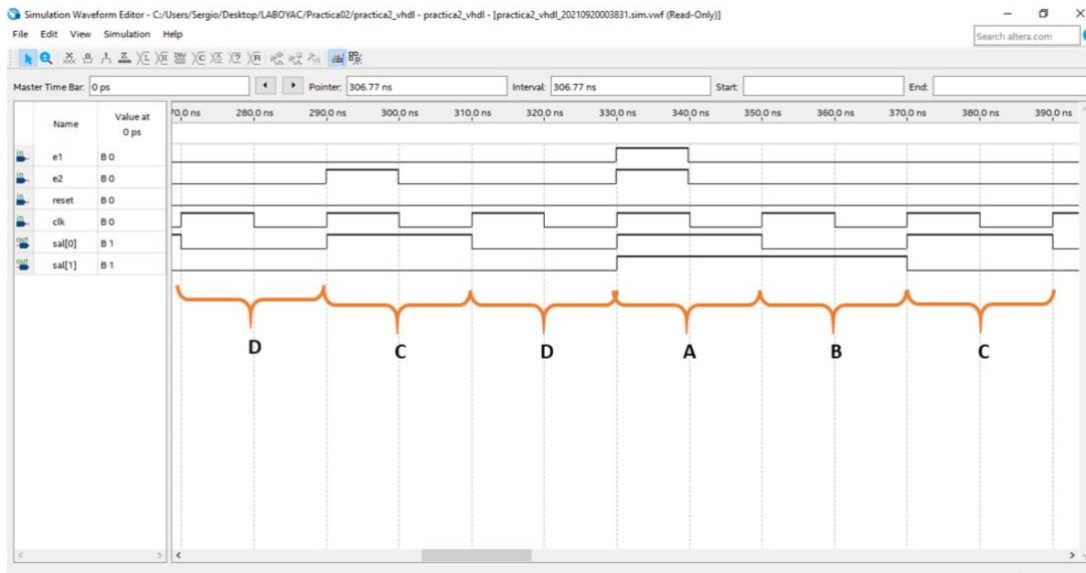 Simulation Waveform Editor - C:/Users/Sergio/Desktop/LABOYAC/Practica02/practica2_vhdl - practica2_vhdl - [practica2_vhdl_20210920003831.sim.vwf (Read-Only)]
File Edit View Simulation Help
Search altera.com
Master Time Bar: 0 ps Pointer: 306.77 ns Interval: 306.77 ns Start: End:
Name Value at 0 ps
70.0 ns 280.0 ns 290.0 ns 300.0 ns 310.0 ns 320.0 ns 330.0 ns 340.0 ns 350.0 ns 360.0 ns 370.0 ns 380.0 ns 390.0 ns
e1 B 0
e2 B 0
reset B 0
clk B 0
sal[0] B 1
sal[1] B 1
D C D A B C